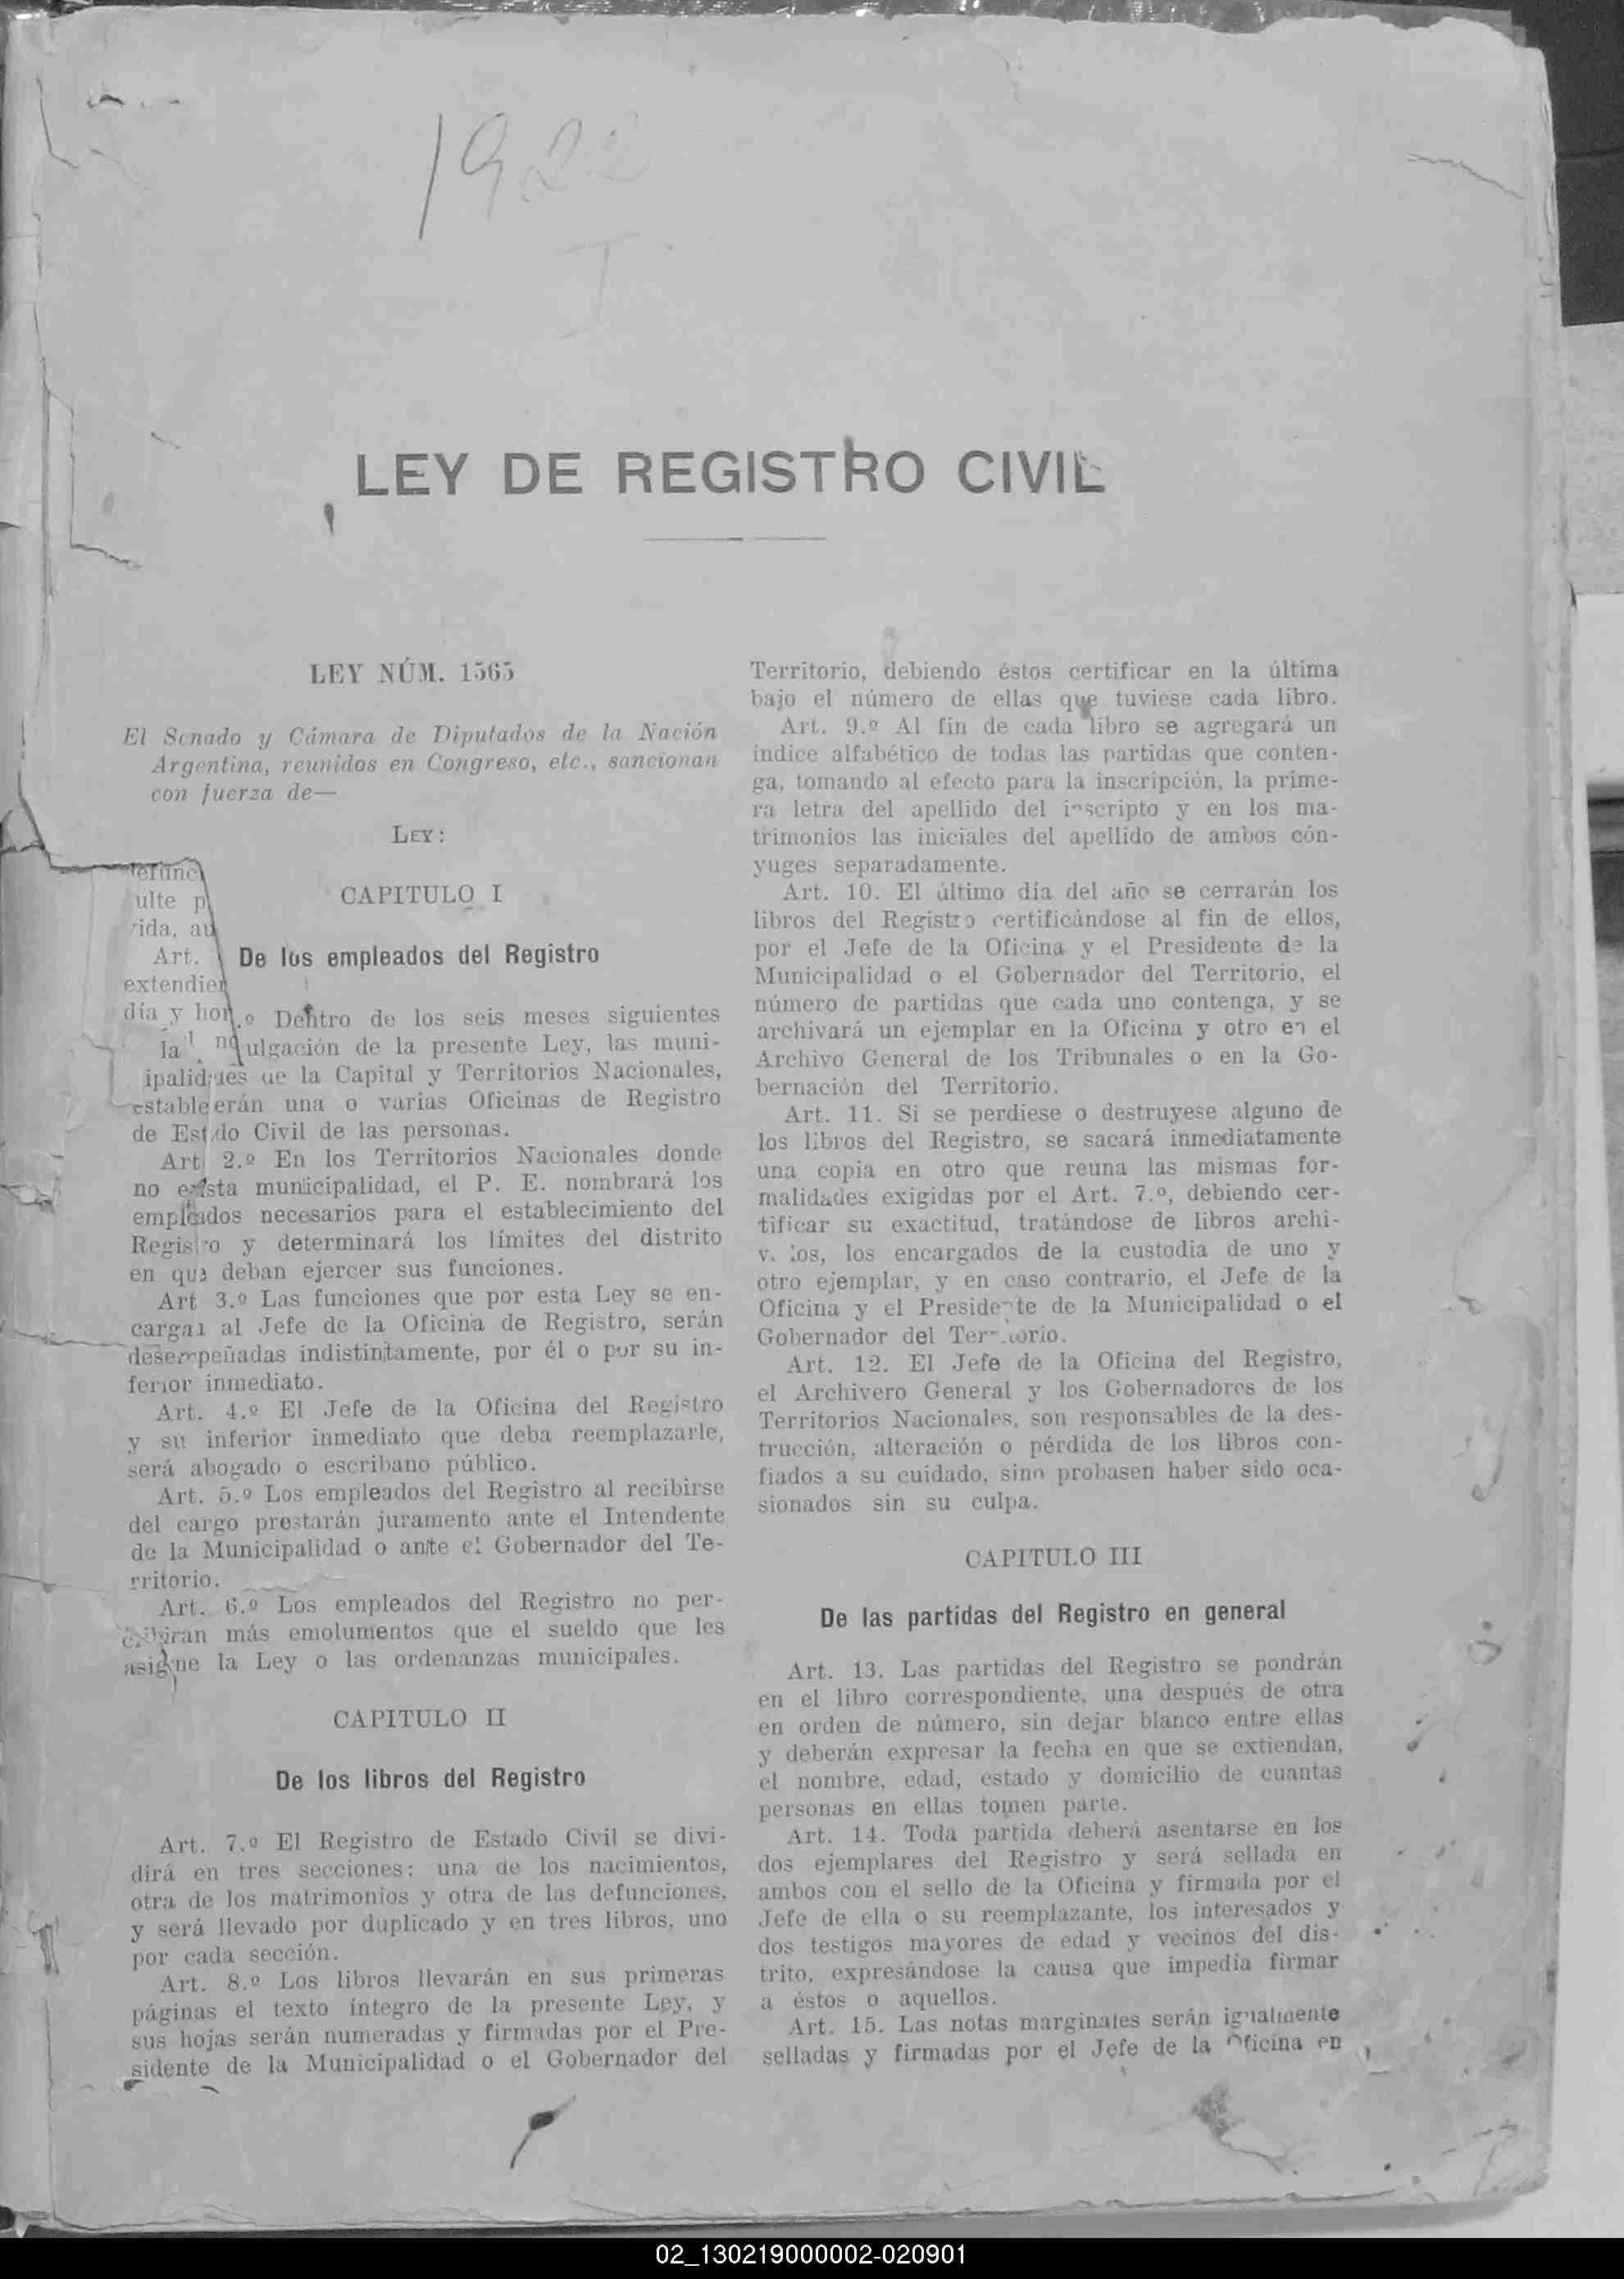 1922
I
LEY DE REGISTRO CIVIL
LEY NÚM. 1565
El Senado y Cámara de Diputados de la Nación
Argentina, reunidos en Congreso, etc., sancionan
con fuerza de—
LEY:
CAPITULO I
De los empleados del Registro
defunc
ulte p
rida, au
Art.
extendier
día y hor
.º Dentro de los seis meses siguientes
la ulgación de la presente Ley, las muni-
ipalidades de la Capital y Territorios Nacionales,
establecerán una o varias Oficinas de Registro
de Estado Civil de las personas.
Art 2.º En los Territorios Nacionales donde
no exista municipalidad, el P. E. nombrará los
empleados necesarios para el establecimiento del
Registro y determinará los límites del distrito
en que deban ejercer sus funciones.
Art 3.º Las funciones que por esta Ley se en-
cargan al Jefe de la Oficina de Registro, serán
desempeñadas indistintamente, por él o por su in-
ferior inmediato.
Art. 4.º El Jefe de la Oficina del Registro
y su inferior inmediato que deba reemplazarle,
será abogado o escribano público.
Art. 5.º Los empleados del Registro al recibirse
del cargo prestarán juramento ante el Intendente
de la Municipalidad o ante el Gobernador del Te-
rritorio.
Art. 6.º Los empleados del Registro no per-
cibirán más emolumentos que el sueldo que les
asigne la Ley o las ordenanzas municipales.
CAPITULO II
De los libros del Registro
Art. 7.º El Registro de Estado Civil se divi-
dirá en tres secciones: una de los nacimientos,
otra de los matrimonios y otra de las defunciones,
y será llevado por duplicado y en tres libros, uno
por cada sección.
Art. 8.º Los libros llevarán en sus primeras
páginas el texto íntegro de la presente Ley, y
sus hojas serán numeradas y firmadas por el Pre-
sidente de la Municipalidad o el Gobernador del
Territorio, debiendo éstos certificar en la última
bajo el número de ellas que tuviese cada libro.
Art. 9.º Al fin de cada libro se agregará un
índice alfabético de todas las partidas que conten-
ga, tomando al efecto para la inscripción, la prime-
ra letra del apellido del inscripto y en los ma-
trimonios las iniciales del apellido de ambos cón-
yuges separadamente.
Art. 10. El último día del año se cerrarán los
libros del Registro certificándose al fin de ellos,
por el Jefe de la Oficina y el Presidente de la
Municipalidad o el Gobernador del Territorio, el
número de partidas que cada uno contenga, y se
archivará un ejemplar en la Oficina y otro en el
Archivo General de los Tribunales o en la Go-
bernación del Territorio.
Art. 11. Si se perdiese o destruyese alguno de
los libros del Registro, se sacará inmediatamente
una copia en otro que reuna las mismas for-
malidades exigidas por el Art. 7.º, debiendo cer-
tificar su exactitud, tratándose de libros archi-
vados, los encargados de la custodia de uno y
otro ejemplar, y en caso contrario, el Jefe de la
Oficina y el Presidente de la Municipalidad o el
Gobernador del Territorio.
Art. 12. El Jefe de la Oficina del Registro,
el Archivero General y los Gobernadores de los
Territorios Nacionales, son responsables de la des-
trucción, alteración o pérdida de los libros con-
fiados a su cuidado, sino probasen haber sido oca-
sionados sin su culpa.
CAPITULO III
De las partidas del Registro en general
Art. 13. Las partidas del Registro se pondrán
en el libro correspondiente, una después de otra
en orden de número, sin dejar blanco entre ellas
y deberán expresar la fecha en que se extiendan,
el nombre, edad, estado y domicilio de cuantas
personas en ellas tomen parte.
Art. 14. Toda partida deberá asentarse en los
dos ejemplares del Registro y será sellada en
ambos con el sello de la Oficina y firmada por el
Jefe de ella o su reemplazante, los interesados y
dos testigos mayores de edad y vecinos del dis-
trito, expresándose la causa que impedía firmar
a éstos o aquellos.
Art. 15. Las notas marginales serán igualmente
selladas y firmadas por el Jefe de la Oficina en
02_130219000002-020901